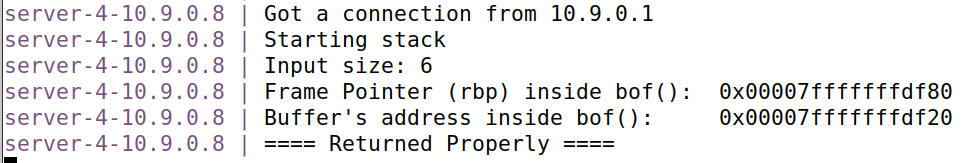 server-4-10.9.0.8 | Got a connection from 10.9.0.1
server-4-10.9.0.8 | Starting stack
server-4-10.9.0.8 | Input size: 6
server-4-10.9.0.8 | Frame Pointer (rbp) inside bof():  0x00007fffffffdf80
server-4-10.9.0.8 | Buffer's address inside bof():     0x00007fffffffdf20
server-4-10.9.0.8 | ==== Returned Properly ====